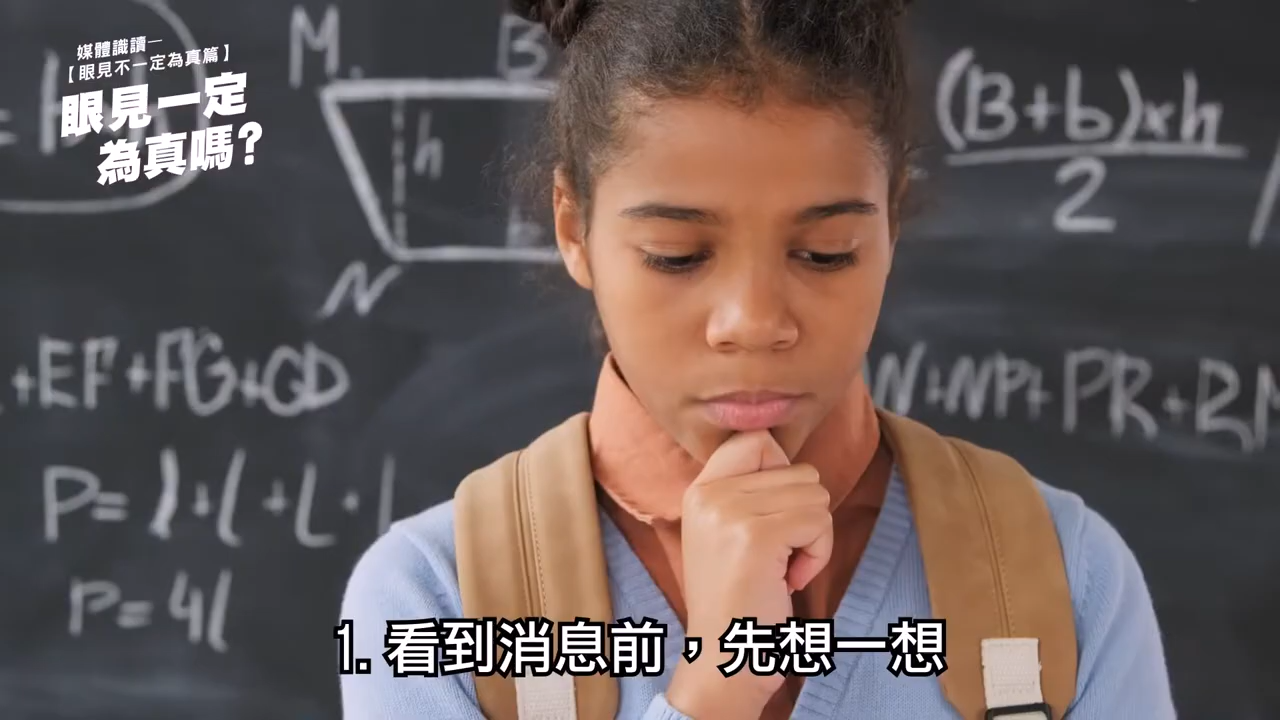 媒體識讀—
【眼見不一定為真篇】
眼見一定
為真嗎?
M
B
h
N
(B+b)xh
2
+EF+FG+GD
N+NP+PR+RM
P=l+l+l+l
P=4l
1. 看到消息前，先想一想